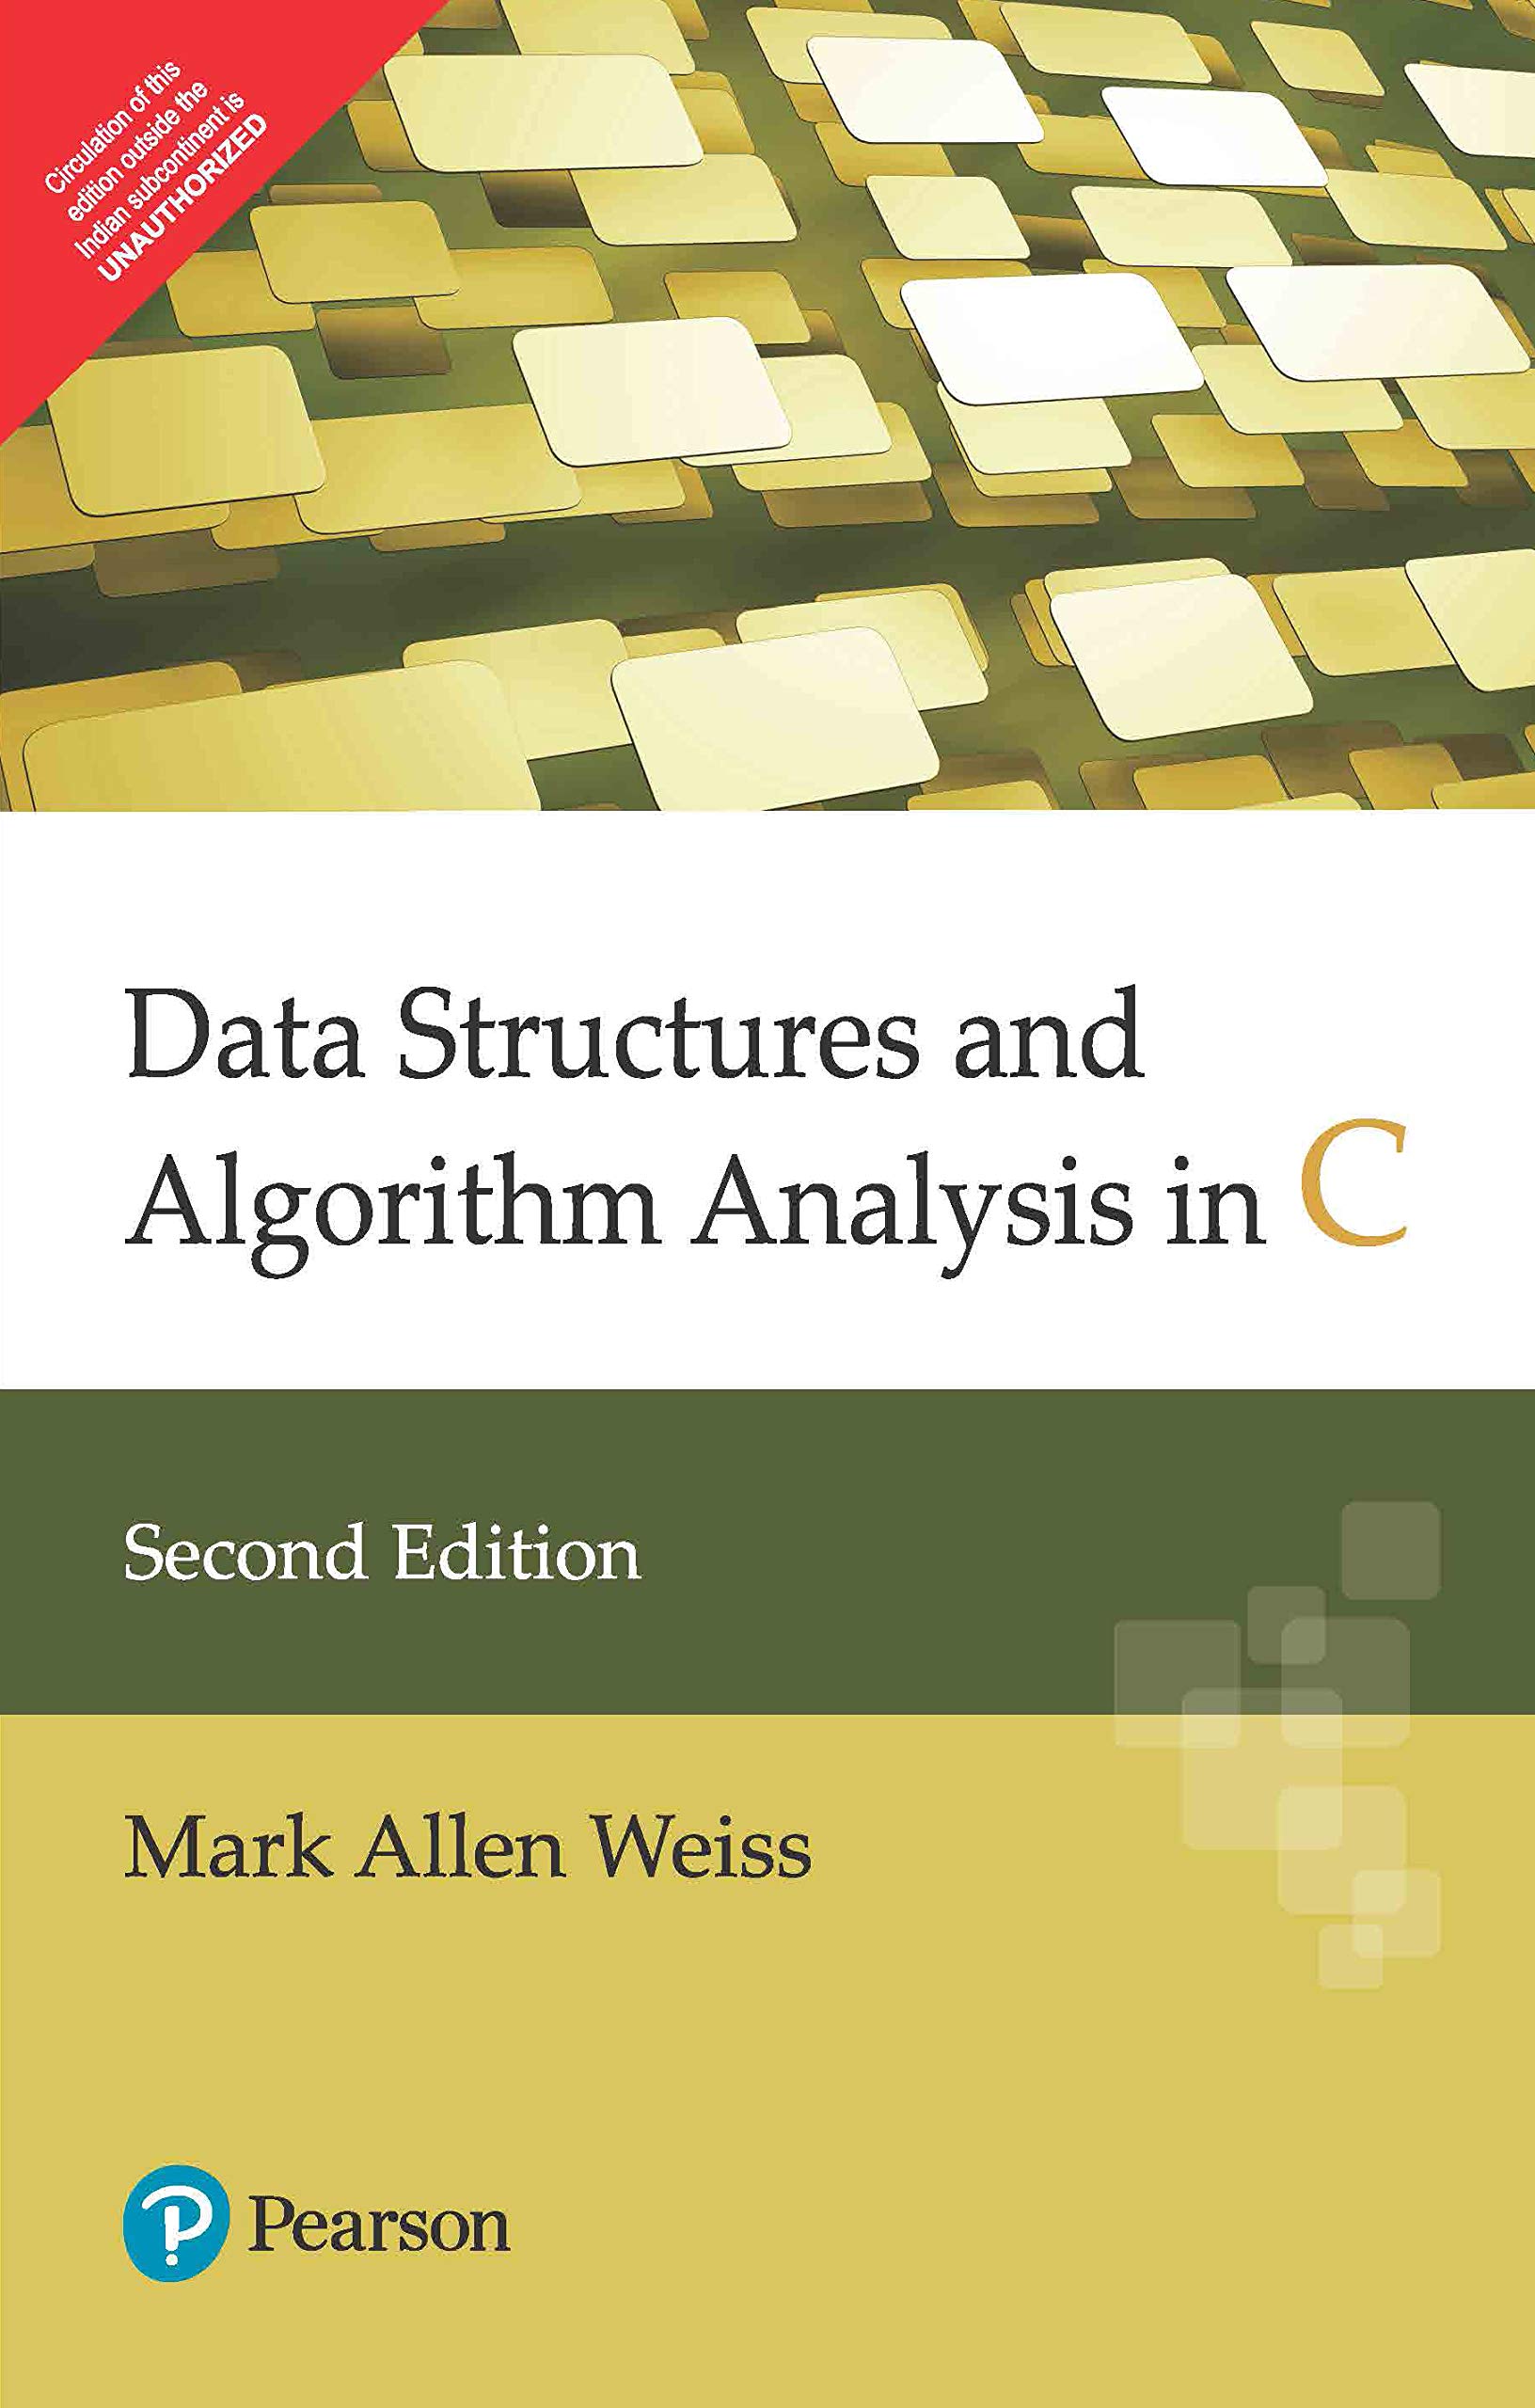 Circulation of this
edition outside the
Indian subcontinent is
UNAUTHORIZED
Data Structures and
Algorithm Analysis in C
Second Edition
Mark Allen Weiss
Pearson